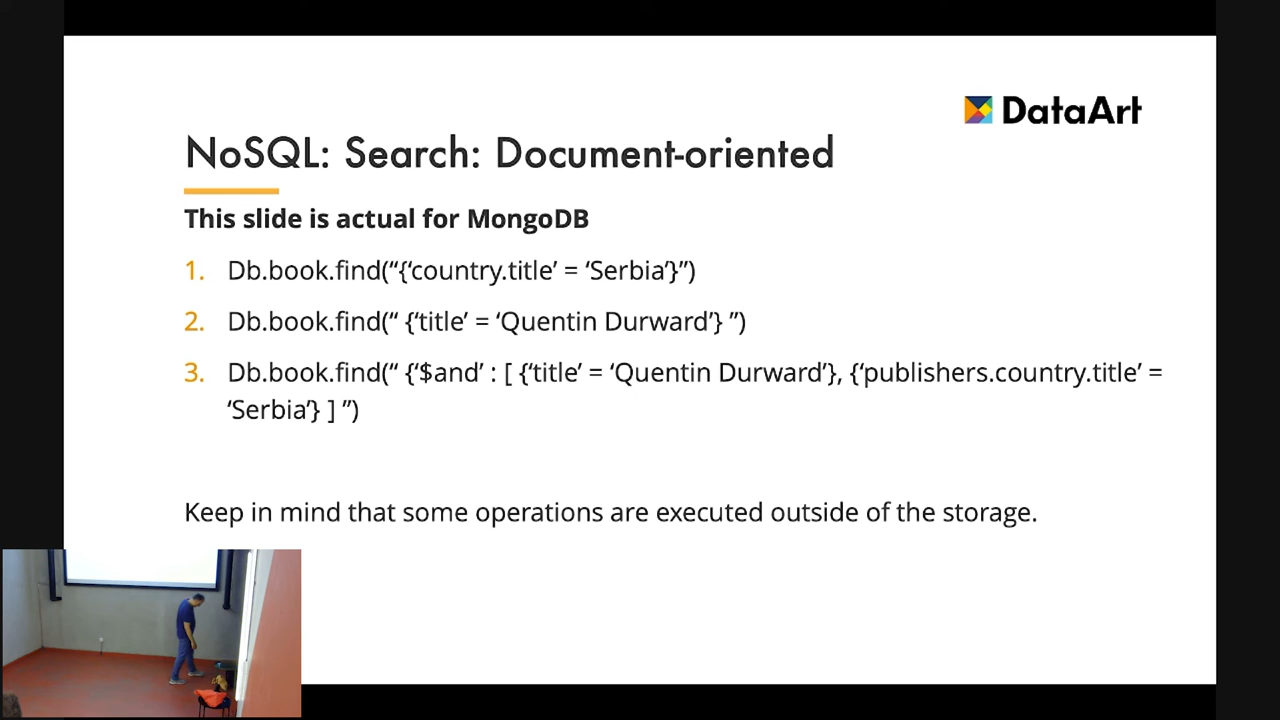 DataArt
NoSQL: Search: Document-oriented
This slide is actual for MongoDB
1. Db.book.find(“{‘country.title’ = ‘Serbia’}”)
2. Db.book.find(“ {‘title’ = ‘Quentin Durward’} ”)
3. Db.book.find(“ {‘$and’ : [ {‘title’ = ‘Quentin Durward’}, {‘publishers.country.title’ =
‘Serbia’} ] ”)
Keep in mind that some operations are executed outside of the storage.